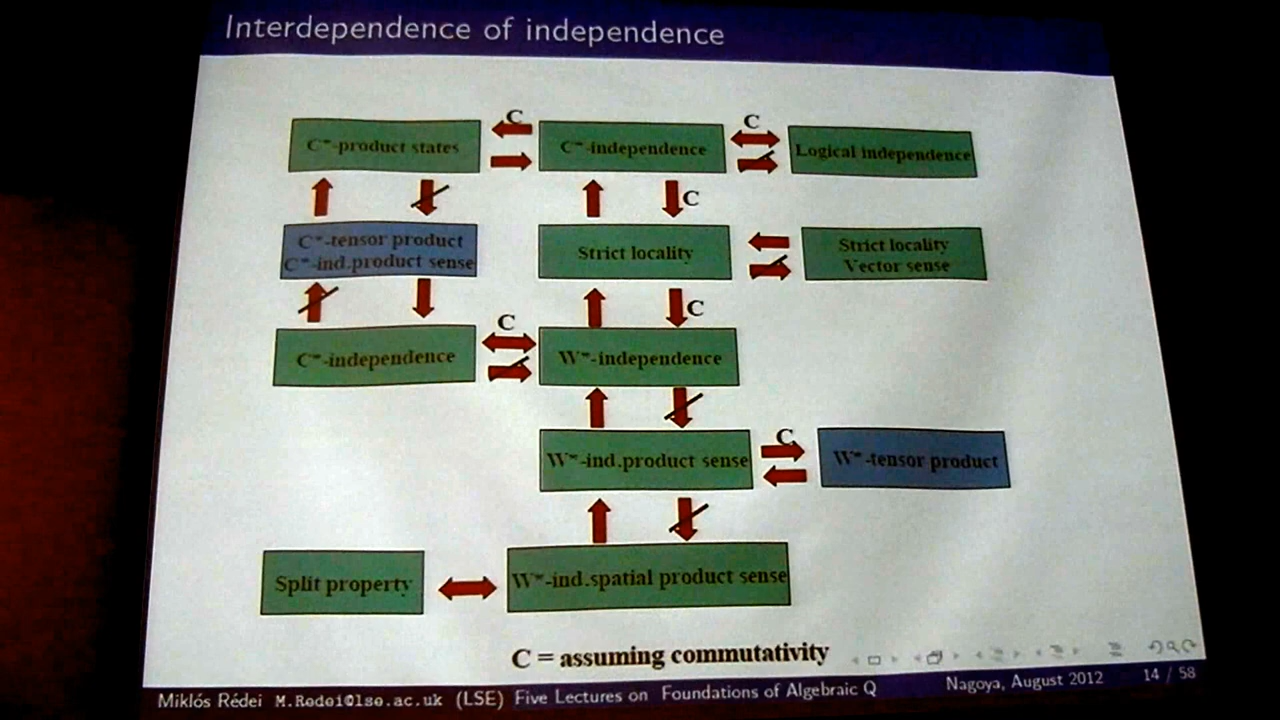 Interdependence of independence
C
C
C*-product states
C*-independence
Logical independence
C
C*-tensor product
C*-ind.product sense
Strict locality
Strict locality
Vector sense
C
C
C*-independence
W*-independence
C
W*-ind.product sense
W*-tensor product
Split property
W*-ind.spatial product sense
C = assuming commutativity
Miklós Rédei M.Redei@lse.ac.uk (LSE) Five Lectures on Foundations of Algebraic Q Nagoya, August 2012 14 / 58